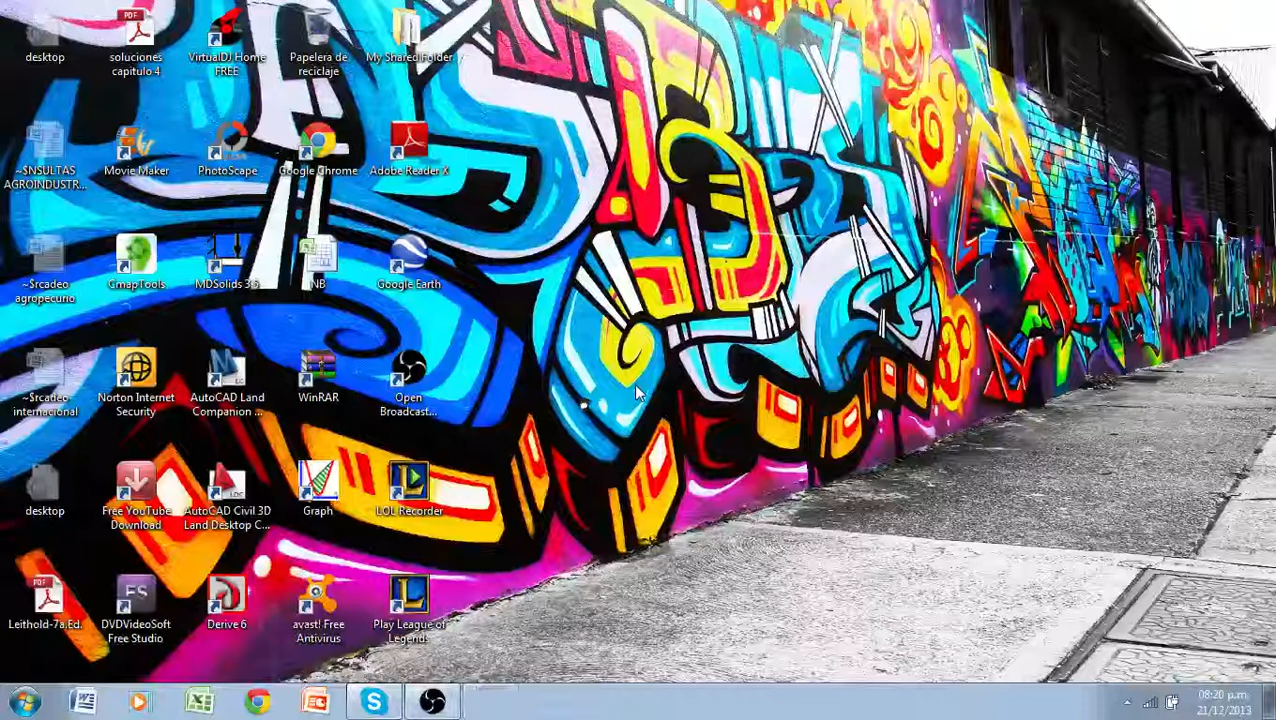 desktop
soluciones
capitulo 4
VirtualDJ Home
FREE
Papelera de
reciclaje
My Shared Folder
~$NSULTAS
AGROINDUSTR...
Movie Maker
PhotoScape
Google Chrome
Adobe Reader X
~$rcadeo
agropecurio
CmapTools
MDSolids 3.5
NB
Google Earth
~$rcadeo
internacional
Norton Internet
Security
AutoCAD Land
Companion ...
WinRAR
Open
Broadcast...
desktop
Free YouTube
Download
AutoCAD Civil 3D
Land Desktop C...
Graph
LOL Recorder
Leithold-7a.Ed.
DVDVideoSoft
Free Studio
Derive 6
avast! Free
Antivirus
Play League of
Legends
08:20 p.m.
21/12/2013